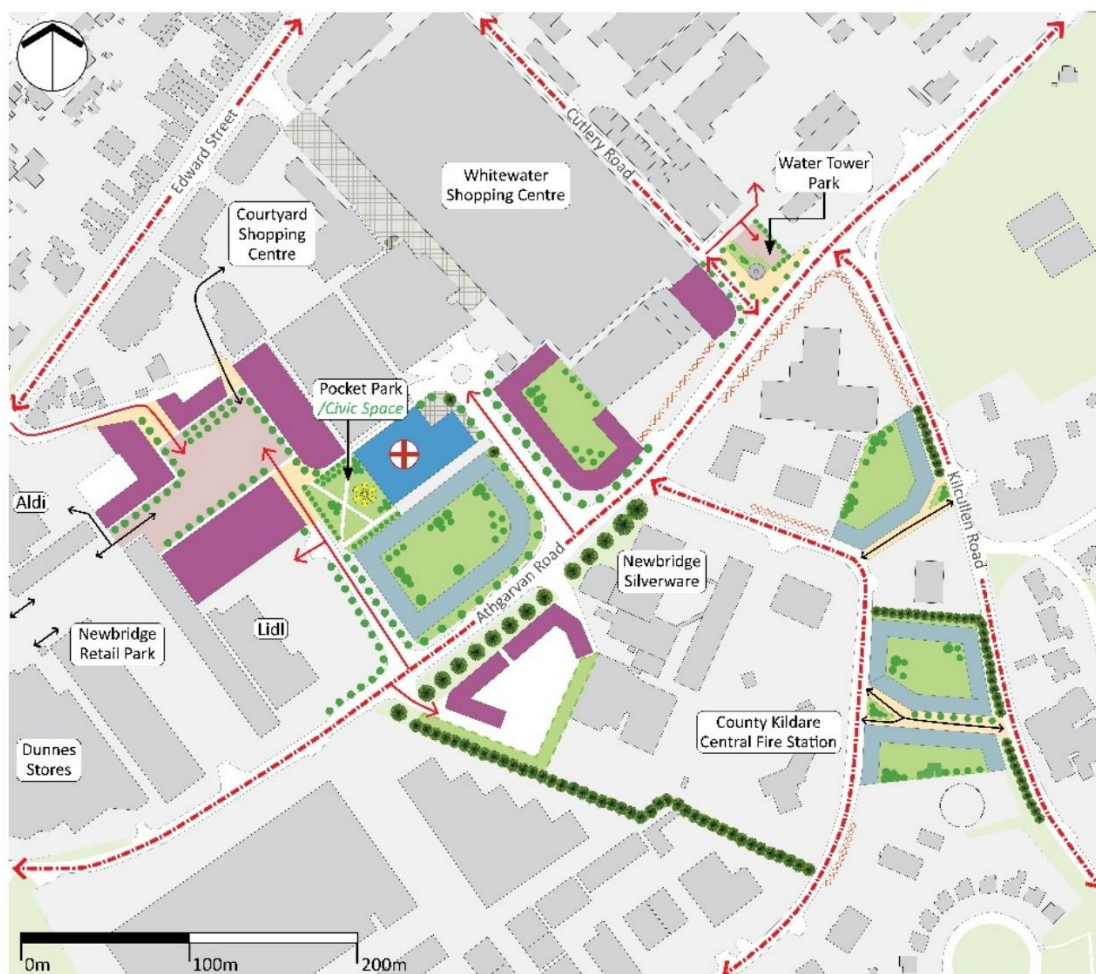 Edward Street
Cutlery Road
Whitewater
Shopping Centre
Water Tower
Park
Courtyard
Shopping
Centre
Pocket Park
/Civic Space
Aldi
Kilcullen Road
Athgarvan Road
Newbridge
Silverware
Lidl
Newbridge
Retail Park
County Kildare
Central Fire Station
Dunnes
Stores
0m
100m
200m